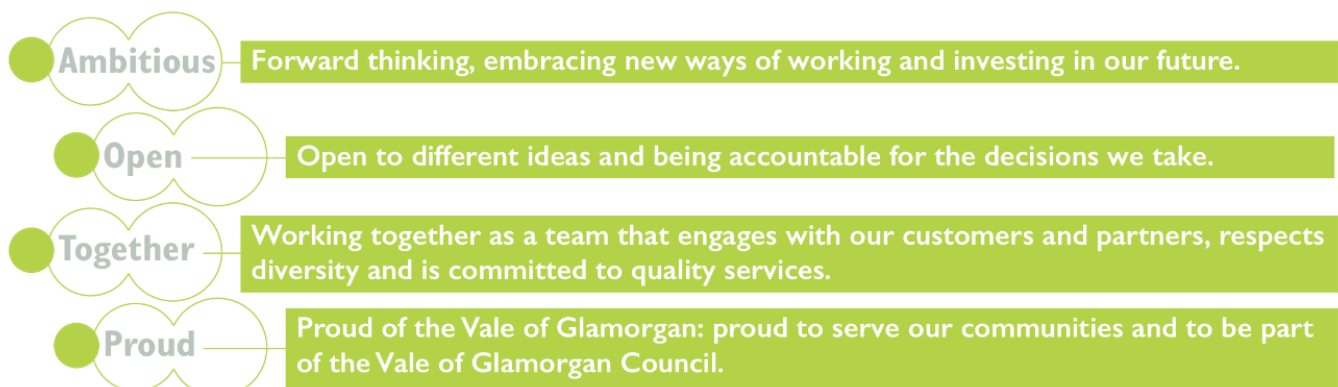 Ambitious
Forward thinking, embracing new ways of working and investing in our future.
Open
Open to different ideas and being accountable for the decisions we take.
Together
Working together as a team that engages with our customers and partners, respects
diversity and is committed to quality services.
Proud
Proud of the Vale of Glamorgan: proud to serve our communities and to be part
of the Vale of Glamorgan Council.